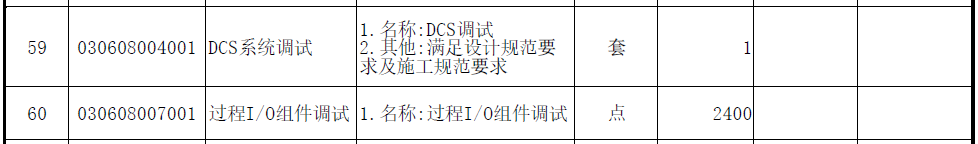 59 030608004001 DCS系统调试 1.名称:DCS调试
2.其他:满足设计规范要
求及施工规范要求 套 1
60 030608007001 过程I/O组件调试 1.名称:过程I/O组件调试 点 2400